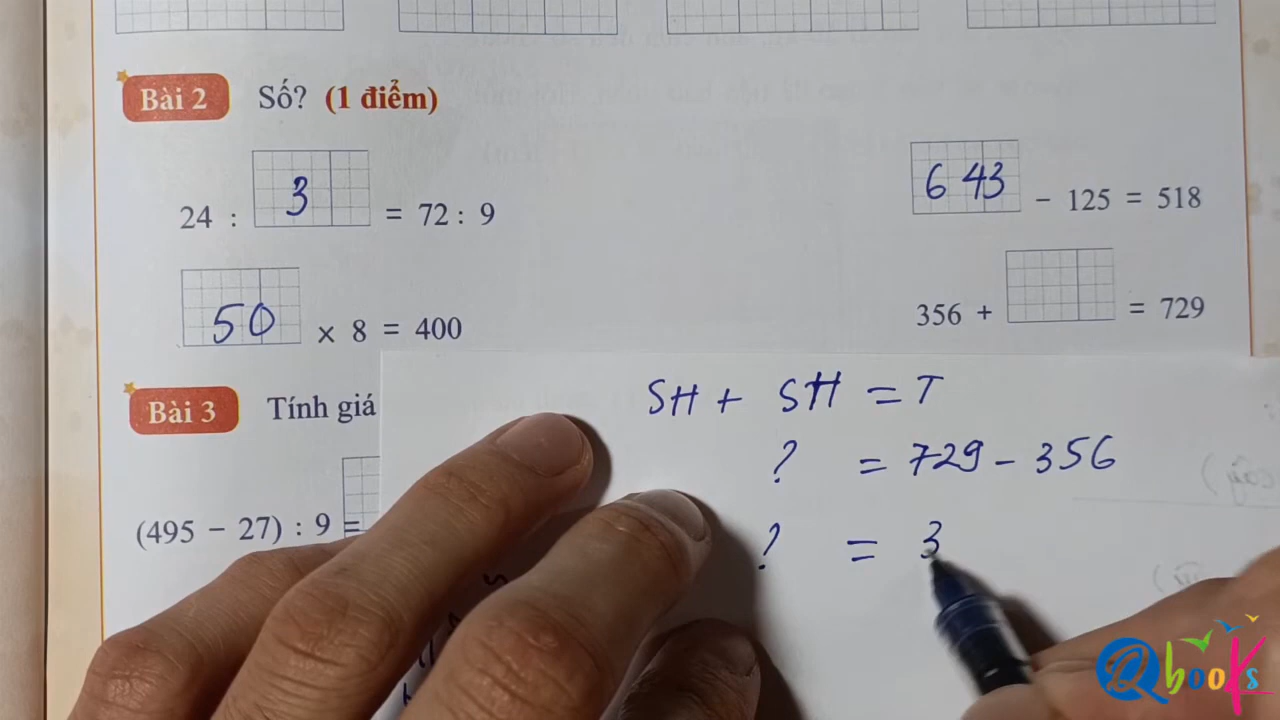 Bài 2 Số? (1 điểm)
24 : 3 = 72 : 9
643 - 125 = 518
50 × 8 = 400
356 + = 729
Bài 3 Tính giá
(495 - 27) : 9 =
SH + SH = T
? = 729 - 356
? = 3
Qbooks